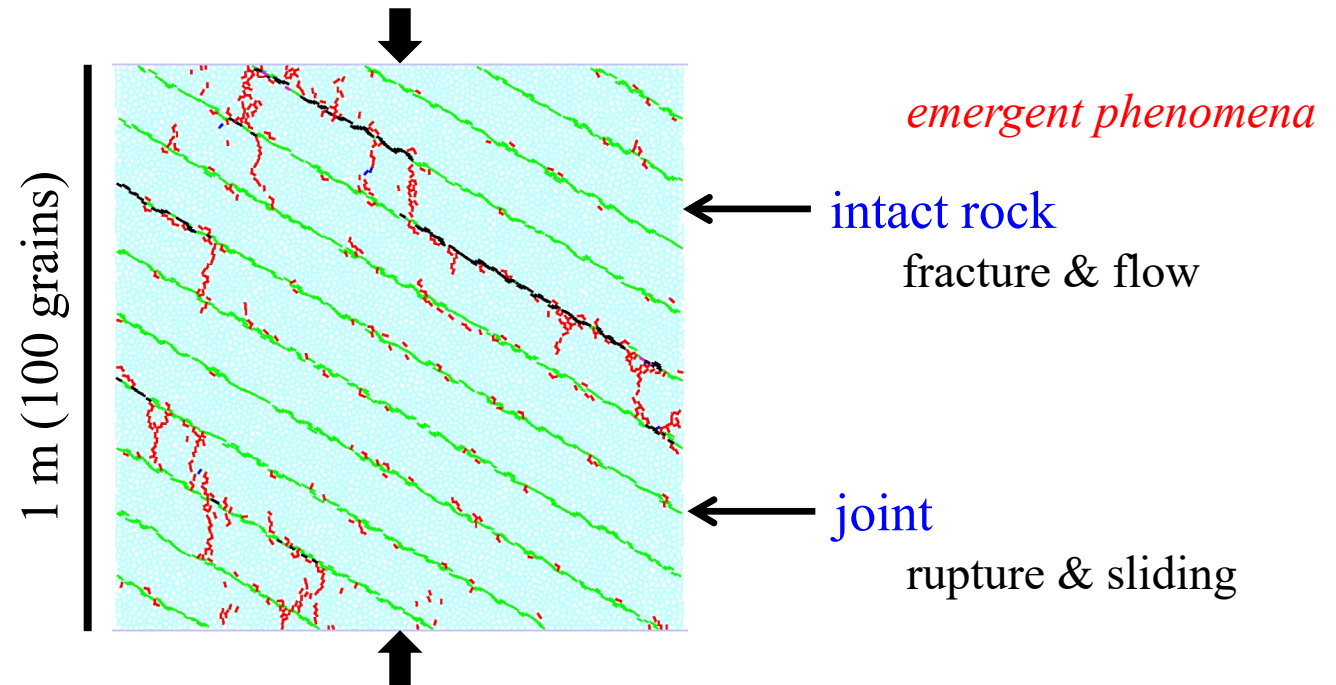 1 m (100 grains)
emergent phenomena
intact rock
fracture & flow
joint
rupture & sliding